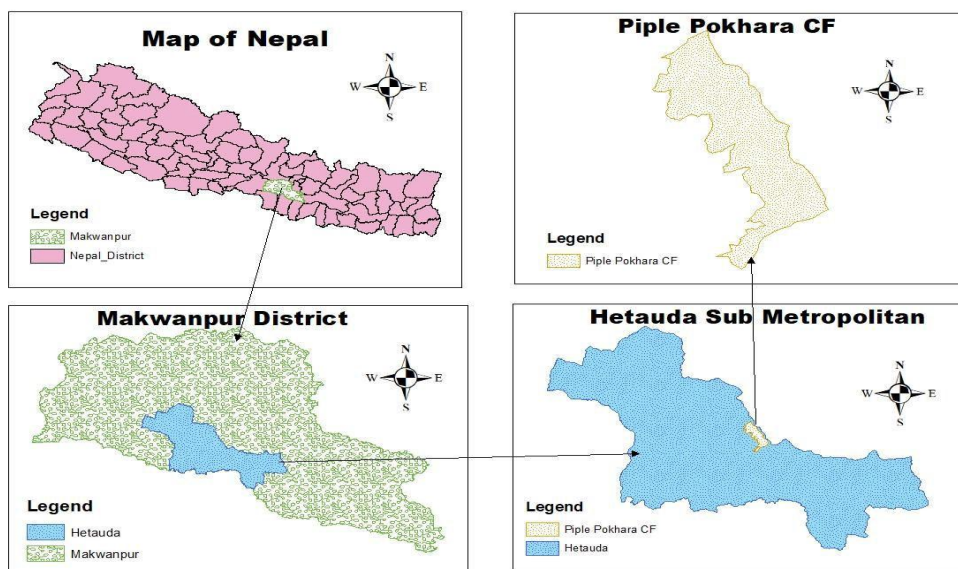 Map of Nepal
N
W E
S
Legend
Makwanpur
Nepal_District
Piple Pokhara CF
N
W E
S
Legend
Piple Pokhara CF
Makwanpur District
N
W E
S
Legend
Hetauda
Makwanpur
Hetauda Sub Metropolitan
N
W E
S
Legend
Piple Pokhara CF
Hetauda